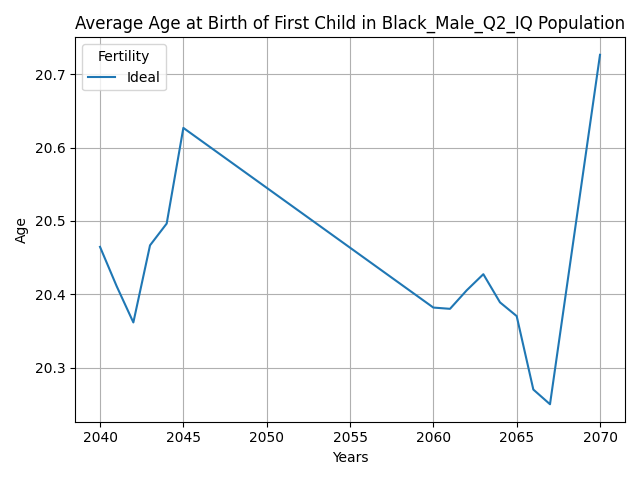 Average Age at Birth of First Child in Black_Male_Q2_IQ Population
Fertility
Ideal
20.7
20.6
20.5
20.4
20.3
Age
2040 2045 2050 2055 2060 2065 2070
Years